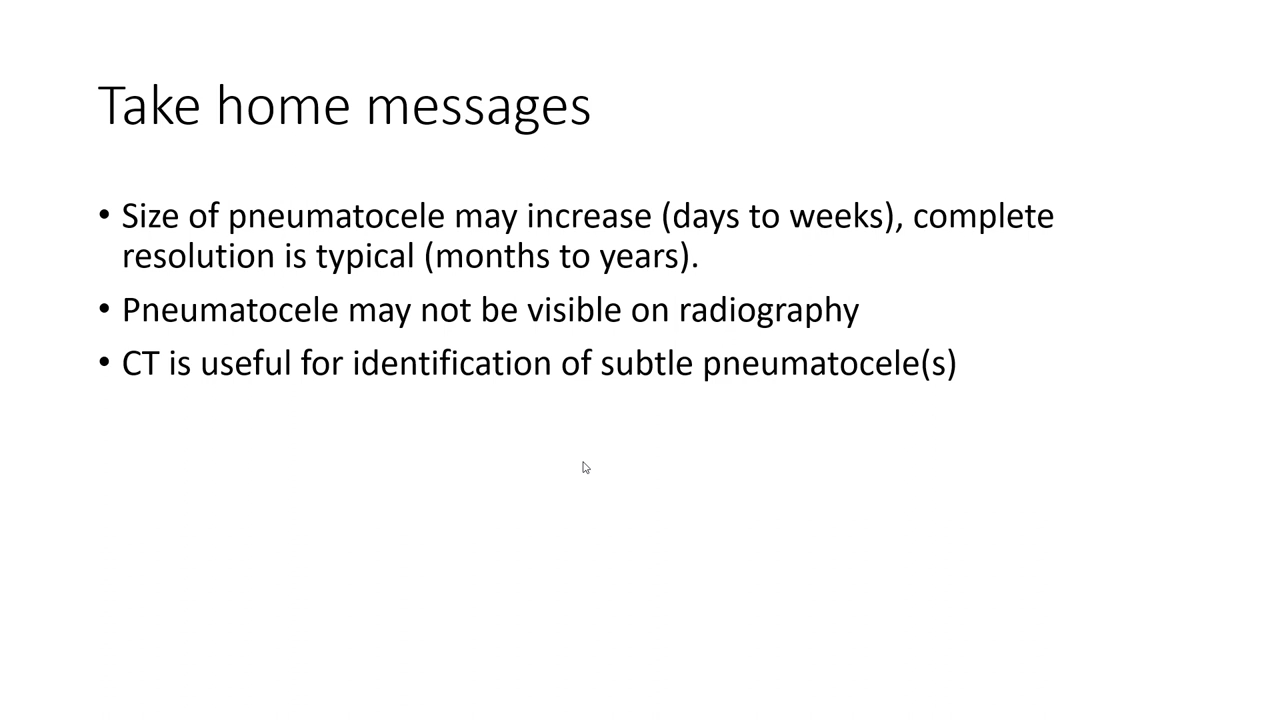 Take home messages
• Size of pneumatocele may increase (days to weeks), complete
resolution is typical (months to years).
• Pneumatocele may not be visible on radiography
• CT is useful for identification of subtle pneumatocele(s)